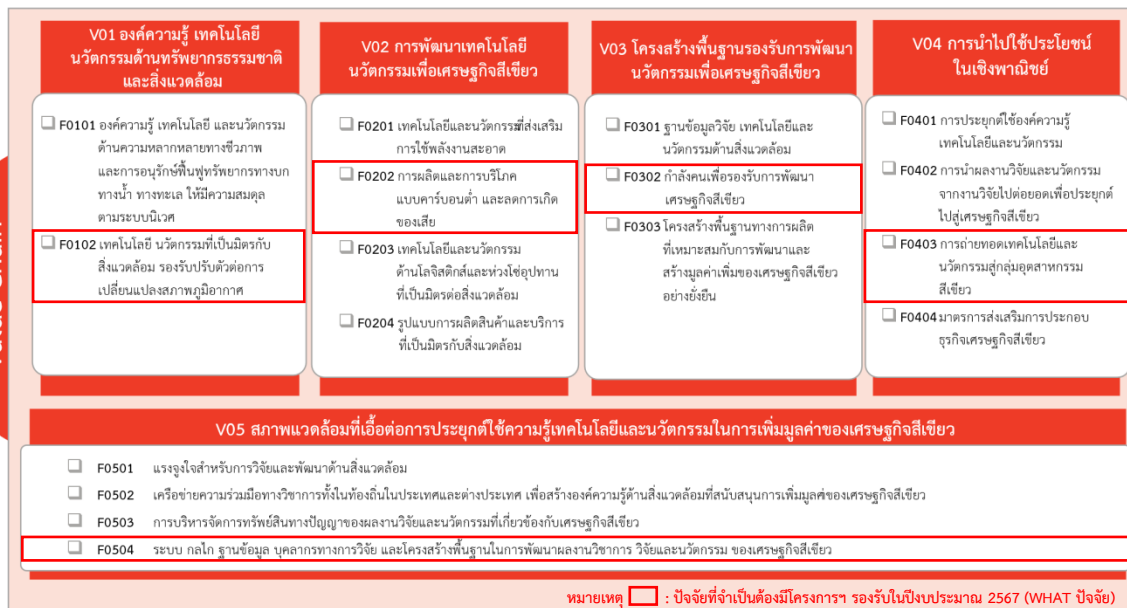 V01 องค์ความรู้ เทคโนโลยี
นวัตกรรมด้านทรัพยากรธรรมชาติ
และสิ่งแวดล้อม
F0101 องค์ความรู้ เทคโนโลยี และนวัตกรรม
ด้านความหลากหลายทางชีวภาพ
และการอนุรักษ์ฟื้นฟูทรัพยากรทางบก
ทางน้ำ ทางทะเล ให้มีความสมดุล
ตามระบบนิเวศ
F0102 เทคโนโลยี นวัตกรรมที่เป็นมิตรกับ
สิ่งแวดล้อม รองรับปรับตัวต่อการ
เปลี่ยนแปลงสภาพภูมิอากาศ
V02 การพัฒนาเทคโนโลยี
นวัตกรรมเพื่อเศรษฐกิจสีเขียว
F0201 เทคโนโลยีและนวัตกรรมที่ส่งเสริม
การใช้พลังงานสะอาด
F0202 การผลิตและการบริโภค
แบบคาร์บอนต่ำ และลดการเกิด
ของเสีย
F0203 เทคโนโลยีและนวัตกรรม
ด้านโลจิสติกส์และห่วงโซ่อุปทาน
ที่เป็นมิตรต่อสิ่งแวดล้อม
F0204 รูปแบบการผลิตสินค้าและบริการ
ที่เป็นมิตรกับสิ่งแวดล้อม
V03 โครงสร้างพื้นฐานรองรับการพัฒนา
นวัตกรรมเพื่อเศรษฐกิจสีเขียว
F0301 ฐานข้อมูลวิจัย เทคโนโลยีและ
นวัตกรรมด้านสิ่งแวดล้อม
F0302 กำลังคนเพื่อรองรับการพัฒนา
เศรษฐกิจสีเขียว
F0303 โครงสร้างพื้นฐานทางการผลิต
ที่เหมาะสมกับการพัฒนาและ
สร้างมูลค่าเพิ่มของเศรษฐกิจสีเขียว
อย่างยั่งยืน
V04 การนำไปใช้ประโยชน์
ในเชิงพาณิชย์
F0401 การประยุกต์ใช้องค์ความรู้
เทคโนโลยีและนวัตกรรม
F0402 การนำผลงานวิจัยและนวัตกรรม
จากงานวิจัยไปต่อยอดเพื่อประยุกต์
ไปสู่เศรษฐกิจสีเขียว
F0403 การถ่ายทอดเทคโนโลยีและ
นวัตกรรมสู่กลุ่มอุตสาหกรรม
สีเขียว
F0404 มาตรการส่งเสริมการประกอบ
ธุรกิจเศรษฐกิจสีเขียว
V05 สภาพแวดล้อมที่เอื้อต่อการประยุกต์ใช้ความรู้เทคโนโลยีและนวัตกรรมในการเพิ่มมูลค่าของเศรษฐกิจสีเขียว
F0501 แรงจูงใจสำหรับการวิจัยและพัฒนาด้านสิ่งแวดล้อม
F0502 เครือข่ายความร่วมมือทางวิชาการทั้งในท้องถิ่นในประเทศและต่างประเทศ เพื่อสร้างองค์ความรู้ด้านสิ่งแวดล้อมที่สนับสนุนการเพิ่มมูลค่าของเศรษฐกิจสีเขียว
F0503 การบริหารจัดการทรัพย์สินทางปัญญาของผลงานวิจัยและนวัตกรรมที่เกี่ยวข้องกับเศรษฐกิจสีเขียว
F0504 ระบบ กลไก ฐานข้อมูล บุคลากรทางการวิจัย และโครงสร้างพื้นฐานในการพัฒนาผลงานวิชาการ วิจัยและนวัตกรรม ของเศรษฐกิจสีเขียว
หมายเหตุ : ปัจจัยที่จำเป็นต้องมีโครงการฯ รองรับในปีงบประมาณ 2567 (WHAT ปัจจัย)